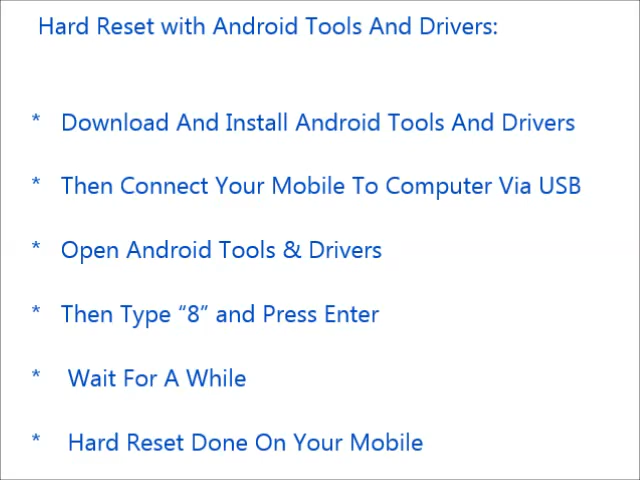 Hard Reset with Android Tools And Drivers:
* Download And Install Android Tools And Drivers
* Then Connect Your Mobile To Computer Via USB
* Open Android Tools & Drivers
* Then Type “8” and Press Enter
* Wait For A While
* Hard Reset Done On Your Mobile